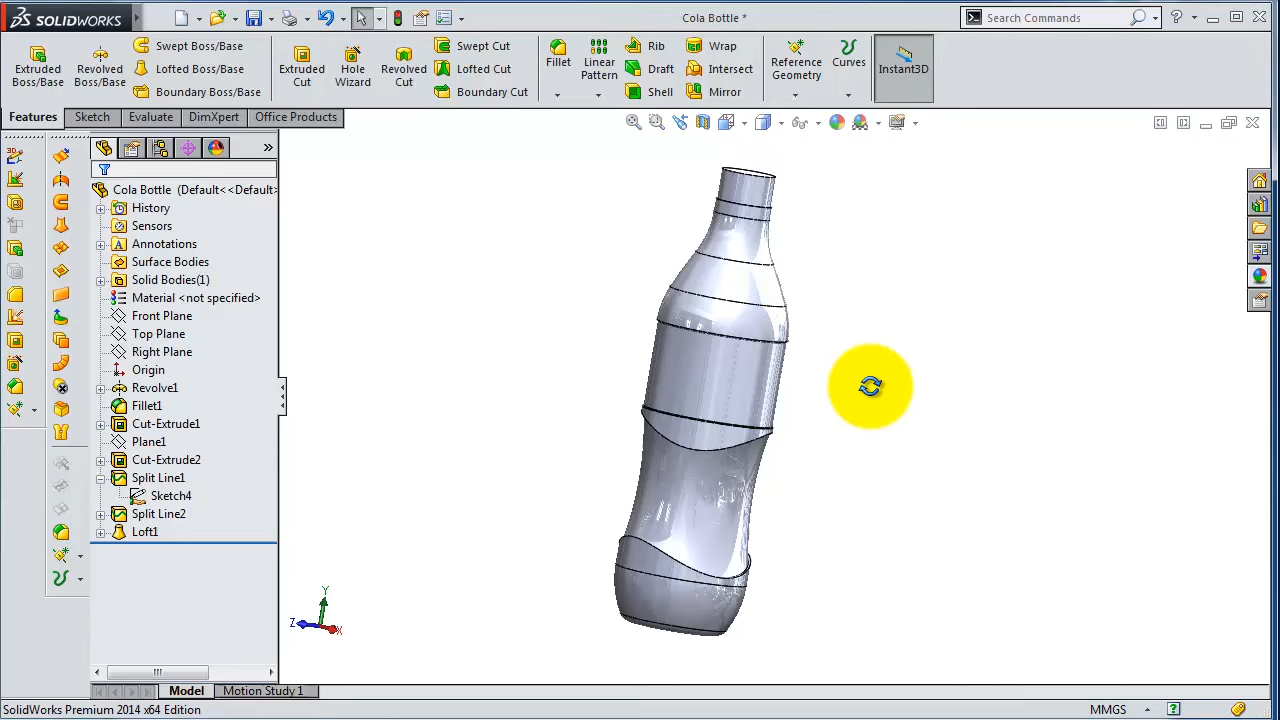 SOLIDWORKS
Cola Bottle *
Search Commands
Extruded Boss/Base
Revolved Boss/Base
Swept Boss/Base
Lofted Boss/Base
Boundary Boss/Base
Extruded Cut
Hole Wizard
Revolved Cut
Swept Cut
Lofted Cut
Boundary Cut
Fillet
Linear Pattern
Rib
Draft
Shell
Wrap
Intersect
Mirror
Reference Geometry
Curves
Instant3D
Features
Sketch
Evaluate
DimXpert
Office Products
Cola Bottle (Default<<Default>
History
Sensors
Annotations
Surface Bodies
Solid Bodies(1)
Material <not specified>
Front Plane
Top Plane
Right Plane
Origin
Revolve1
Fillet1
Cut-Extrude1
Plane1
Cut-Extrude2
Split Line1
Sketch4
Split Line2
Loft1
Y
Z
X
Model
Motion Study 1
SolidWorks Premium 2014 x64 Edition
MMGS